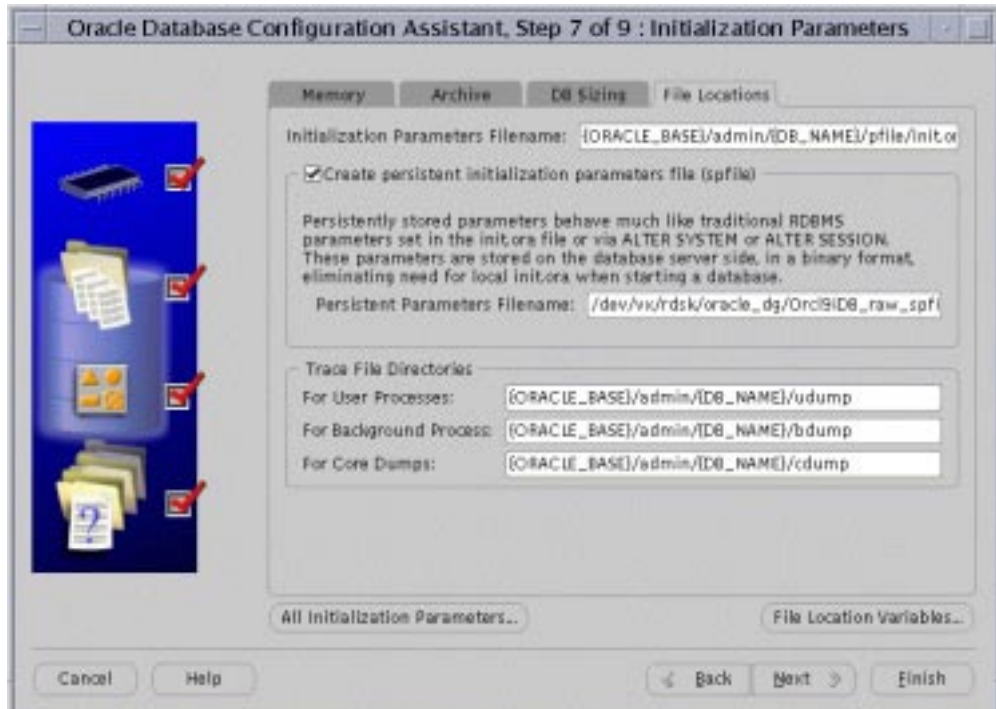 Oracle Database Configuration Assistant, Step 7 of 9 : Initialization Parameters
Memory Archive DB Sizing File Locations
Initialization Parameters Filename: {ORACLE_BASE}/admin/{DB_NAME}/pfile/init.or
Create persistent initialization parameters file (spfile)
Persistently stored parameters behave much like traditional RDBMS
parameters set in the init.ora file or via ALTER SYSTEM or ALTER SESSION.
These parameters are stored on the database server side, in a binary format,
eliminating need for local init.ora when starting a database.
Persistent Parameters Filename: /dev/vx/rdsk/oracle_dg/Orcl9iDB_raw_spfi
Trace File Directories
For User Processes: {ORACLE_BASE}/admin/{DB_NAME}/udump
For Background Process: {ORACLE_BASE}/admin/{DB_NAME}/bdump
For Core Dumps: {ORACLE_BASE}/admin/{DB_NAME}/cdump
?
All Initialization Parameters... File Location Variables...
Cancel Help Back Next Finish